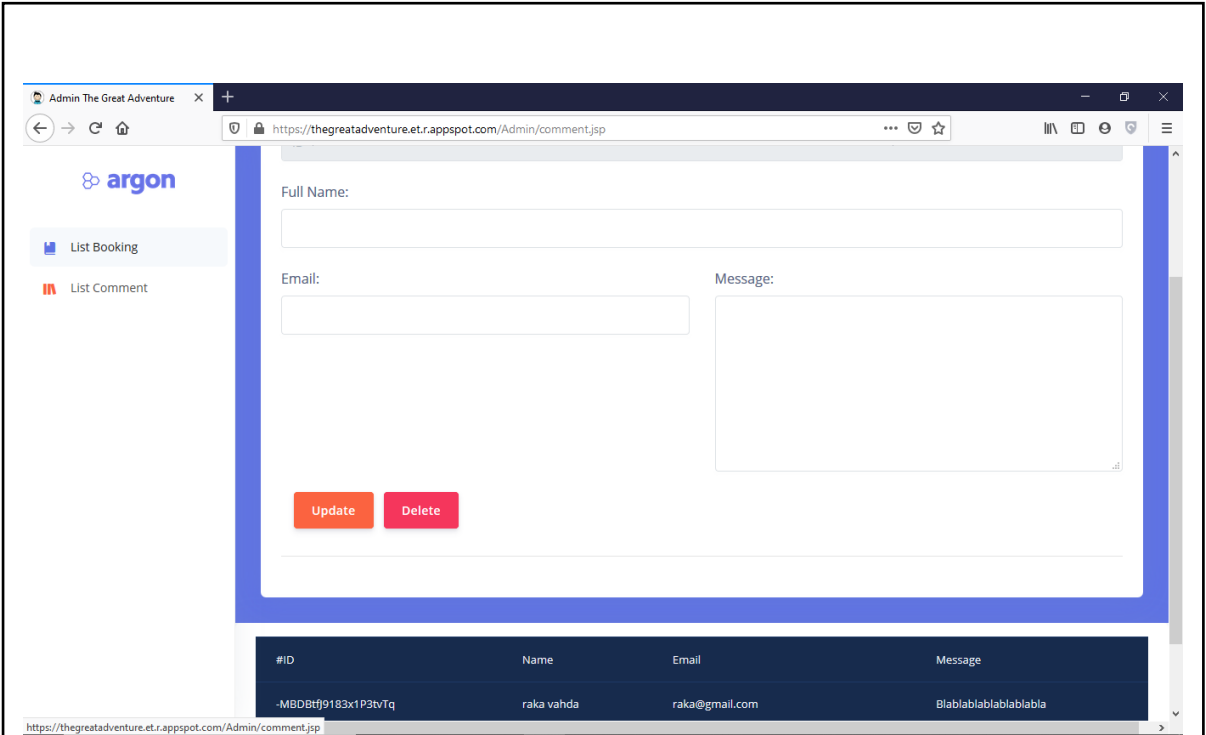 Admin The Great Adventure
https://thegreatadventure.et.r.appspot.com/Admin/comment.jsp
argon
List Booking
List Comment
Full Name:
Email:
Message:
Update
Delete
#ID Name Email Message
-MBDBtfJ9183x1P3tvTq raka vahda raka@gmail.com Blablablablablablabla
https://thegreatadventure.et.r.appspot.com/Admin/comment.jsp